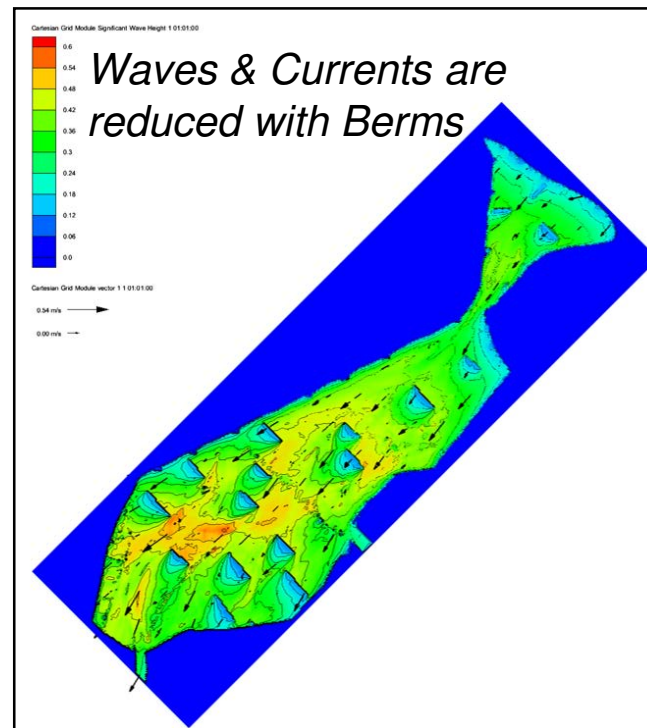 Cartesian Grid Module Significant Wave Height 1 01:01:00
0.6
0.54
0.48
0.42
0.36
0.3
0.24
0.18
0.12
0.06
0.0
Waves & Currents are
reduced with Berms
Cartesian Grid Module vector 1 1 01:01:00
0.54 m/s
0.00 m/s